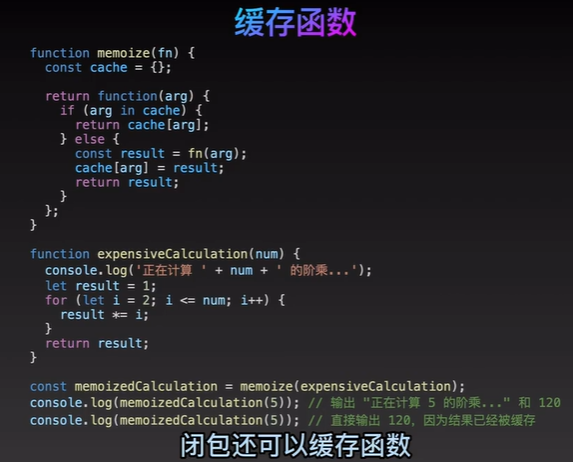 缓存函数
function memoize(fn) {
  const cache = {};

  return function(arg) {
    if (arg in cache) {
      return cache[arg];
    } else {
      const result = fn(arg);
      cache[arg] = result;
      return result;
    }
  };
}

function expensiveCalculation(num) {
  console.log('正在计算 ' + num + ' 的阶乘...');
  let result = 1;
  for (let i = 2; i <= num; i++) {
    result *= i;
  }
  return result;
}

const memoizedCalculation = memoize(expensiveCalculation);
console.log(memoizedCalculation(5)); // 输出 "正在计算 5 的阶乘..." 和 120
console.log(memoizedCalculation(5)); // 直接输出 120，因为结果已经被缓存
闭包还可以缓存函数